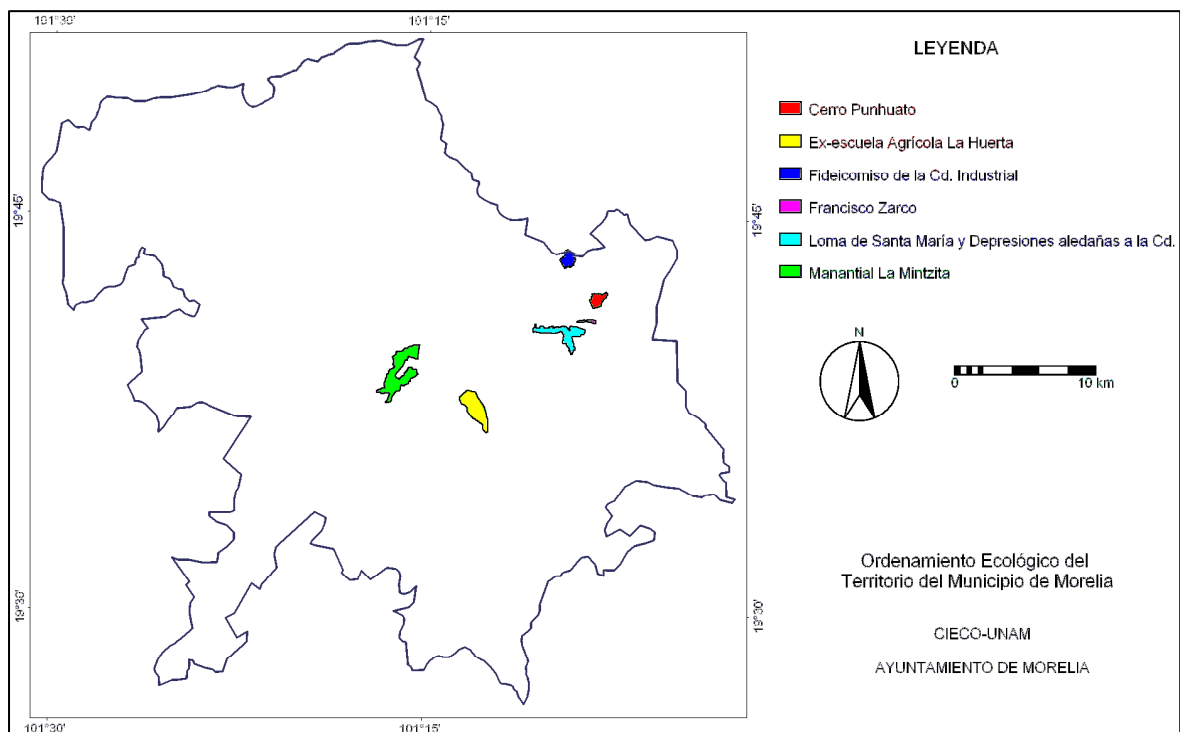 101°30'
101°15'
LEYENDA
Cerro Punhuato
Ex-escuela Agrícola La Huerta
Fideicomiso de la Cd. Industrial
Francisco Zarco
Loma de Santa María y Depresiones aledañas a la Cd.
Manantial La Mintzita
19°45'
19°45'
N
0
10 km
Ordenamiento Ecológico del
Territorio del Municipio de Morelia
19°30'
19°30'
CIECO-UNAM
AYUNTAMIENTO DE MORELIA
101°30'
101°15'